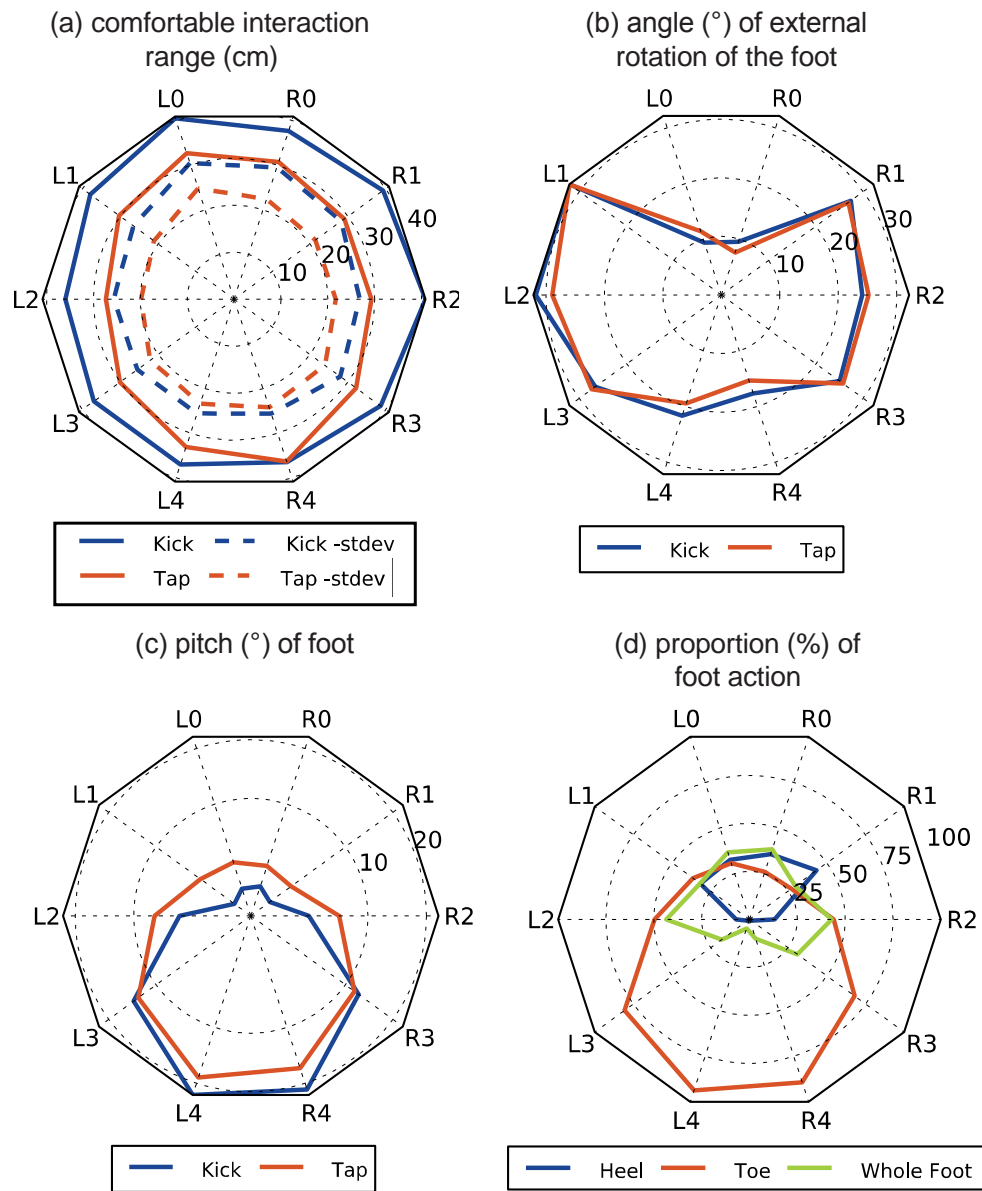 (a) comfortable interaction
range (cm)
L0
R0
L1
R1
40
30
20
10
L2
R2
L3
R3
L4
R4
Kick
Kick -stdev
Tap
Tap -stdev
(b) angle (°) of external
rotation of the foot
L0
R0
L1
R1
30
20
10
L2
R2
L3
R3
L4
R4
Kick
Tap
(c) pitch (°) of foot
L0
R0
L1
R1
20
10
L2
R2
L3
R3
L4
R4
Kick
Tap
(d) proportion (%) of
foot action
L0
R0
L1
R1
100
75
50
25
L2
R2
L3
R3
L4
R4
Heel
Toe
Whole Foot